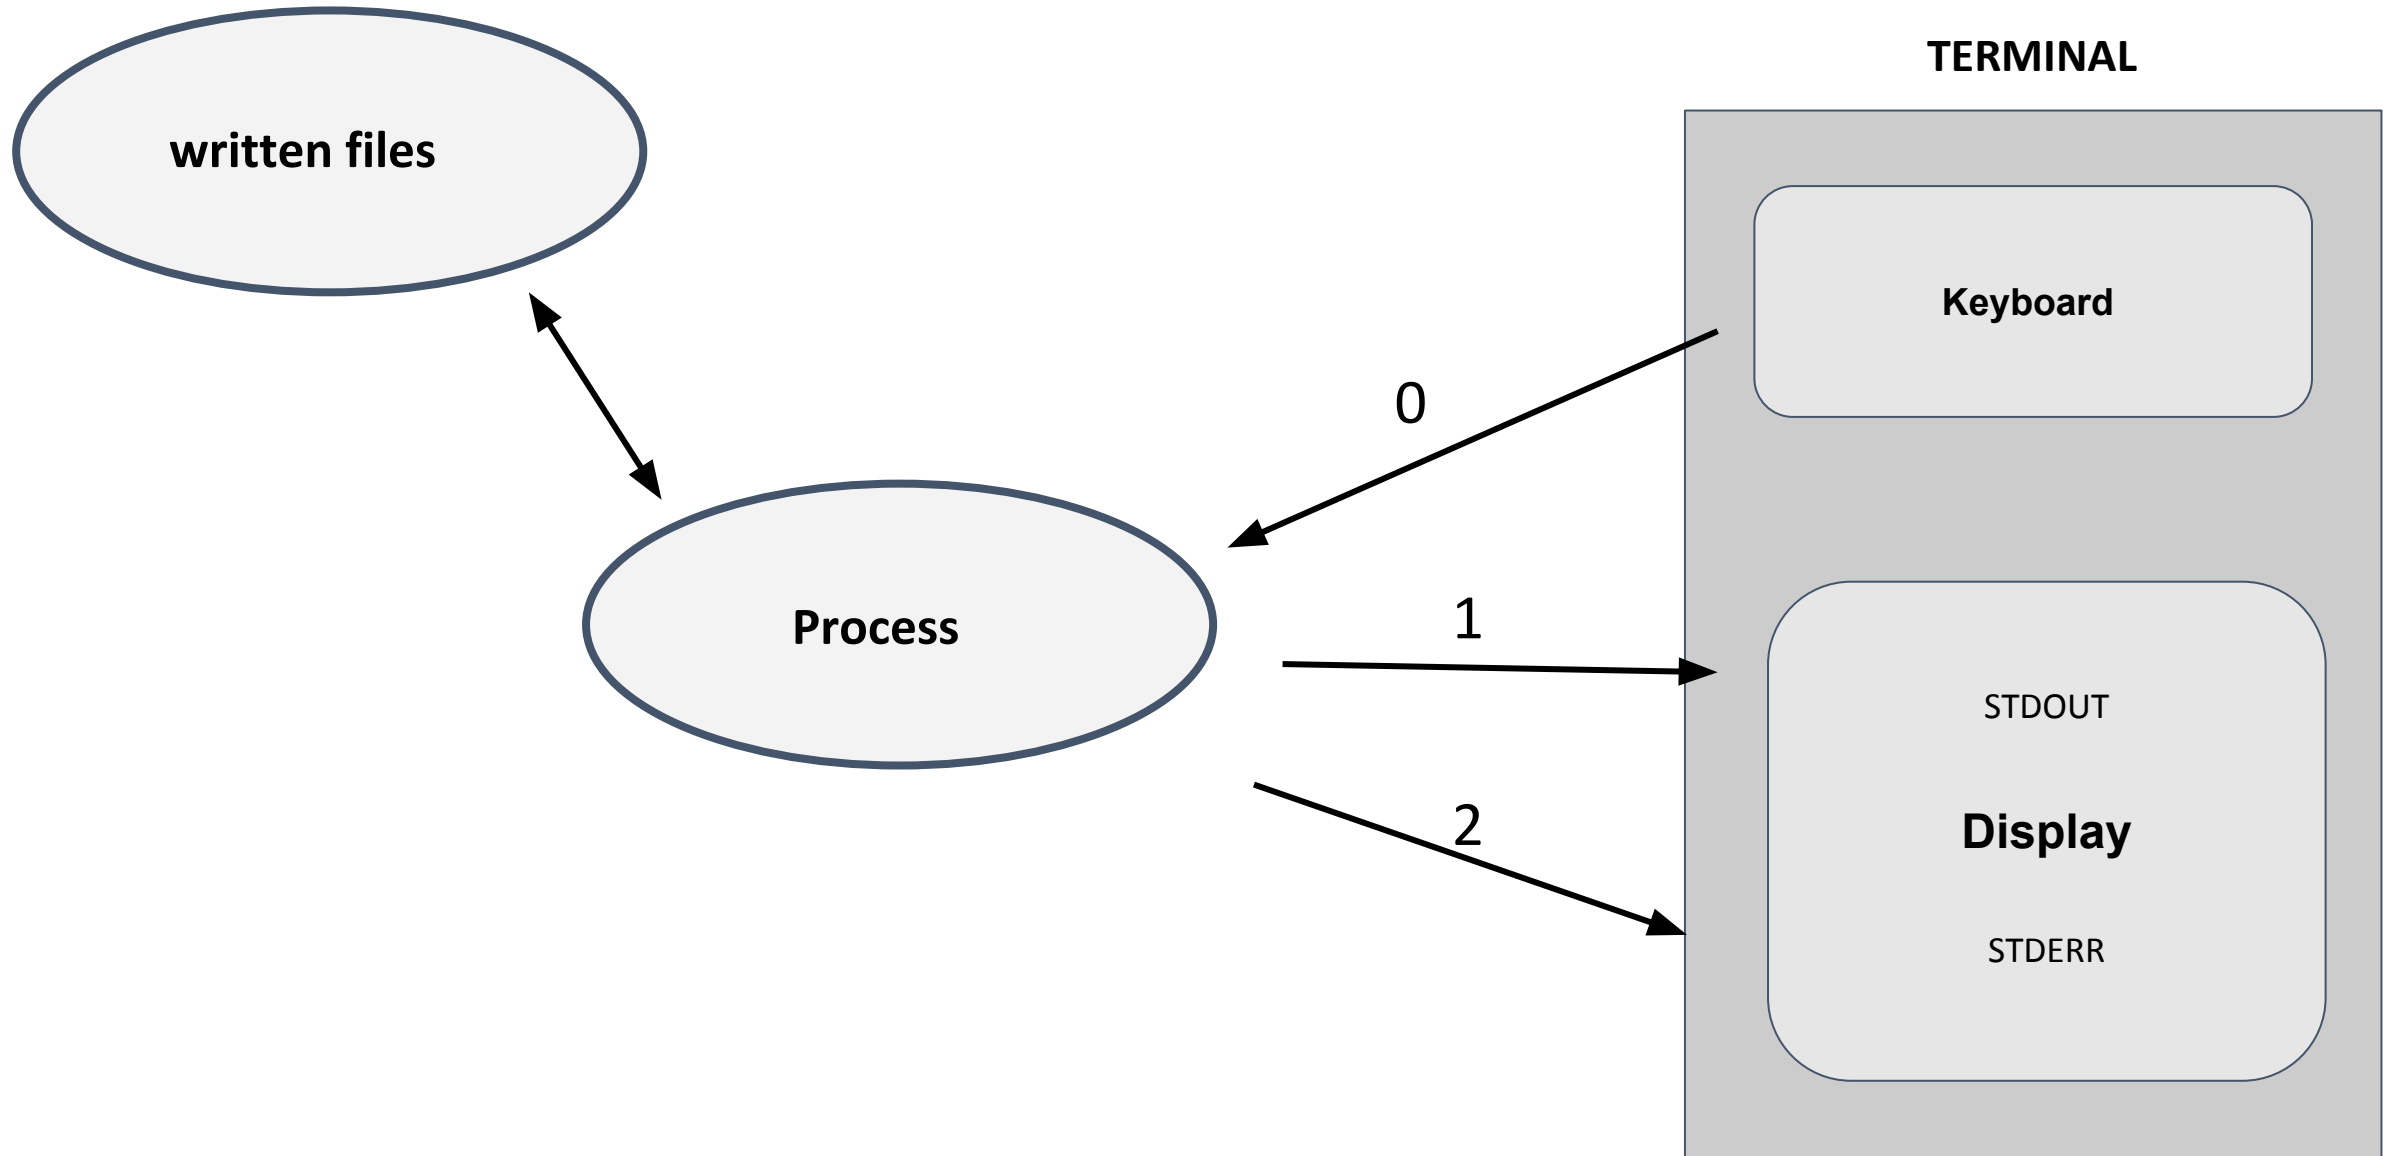 TERMINAL
written files
Keyboard
0
1
Process
STDOUT
2
Display
STDERR